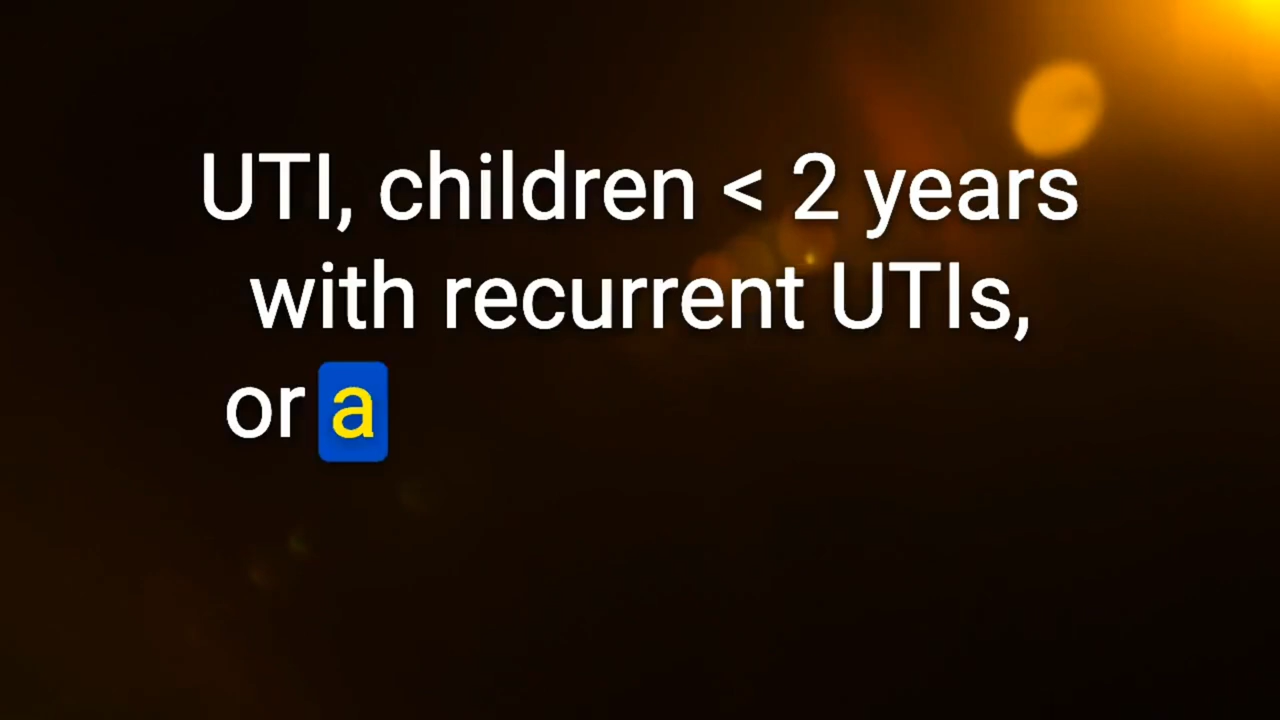 UTI, children < 2 years
with recurrent UTIs,
or a